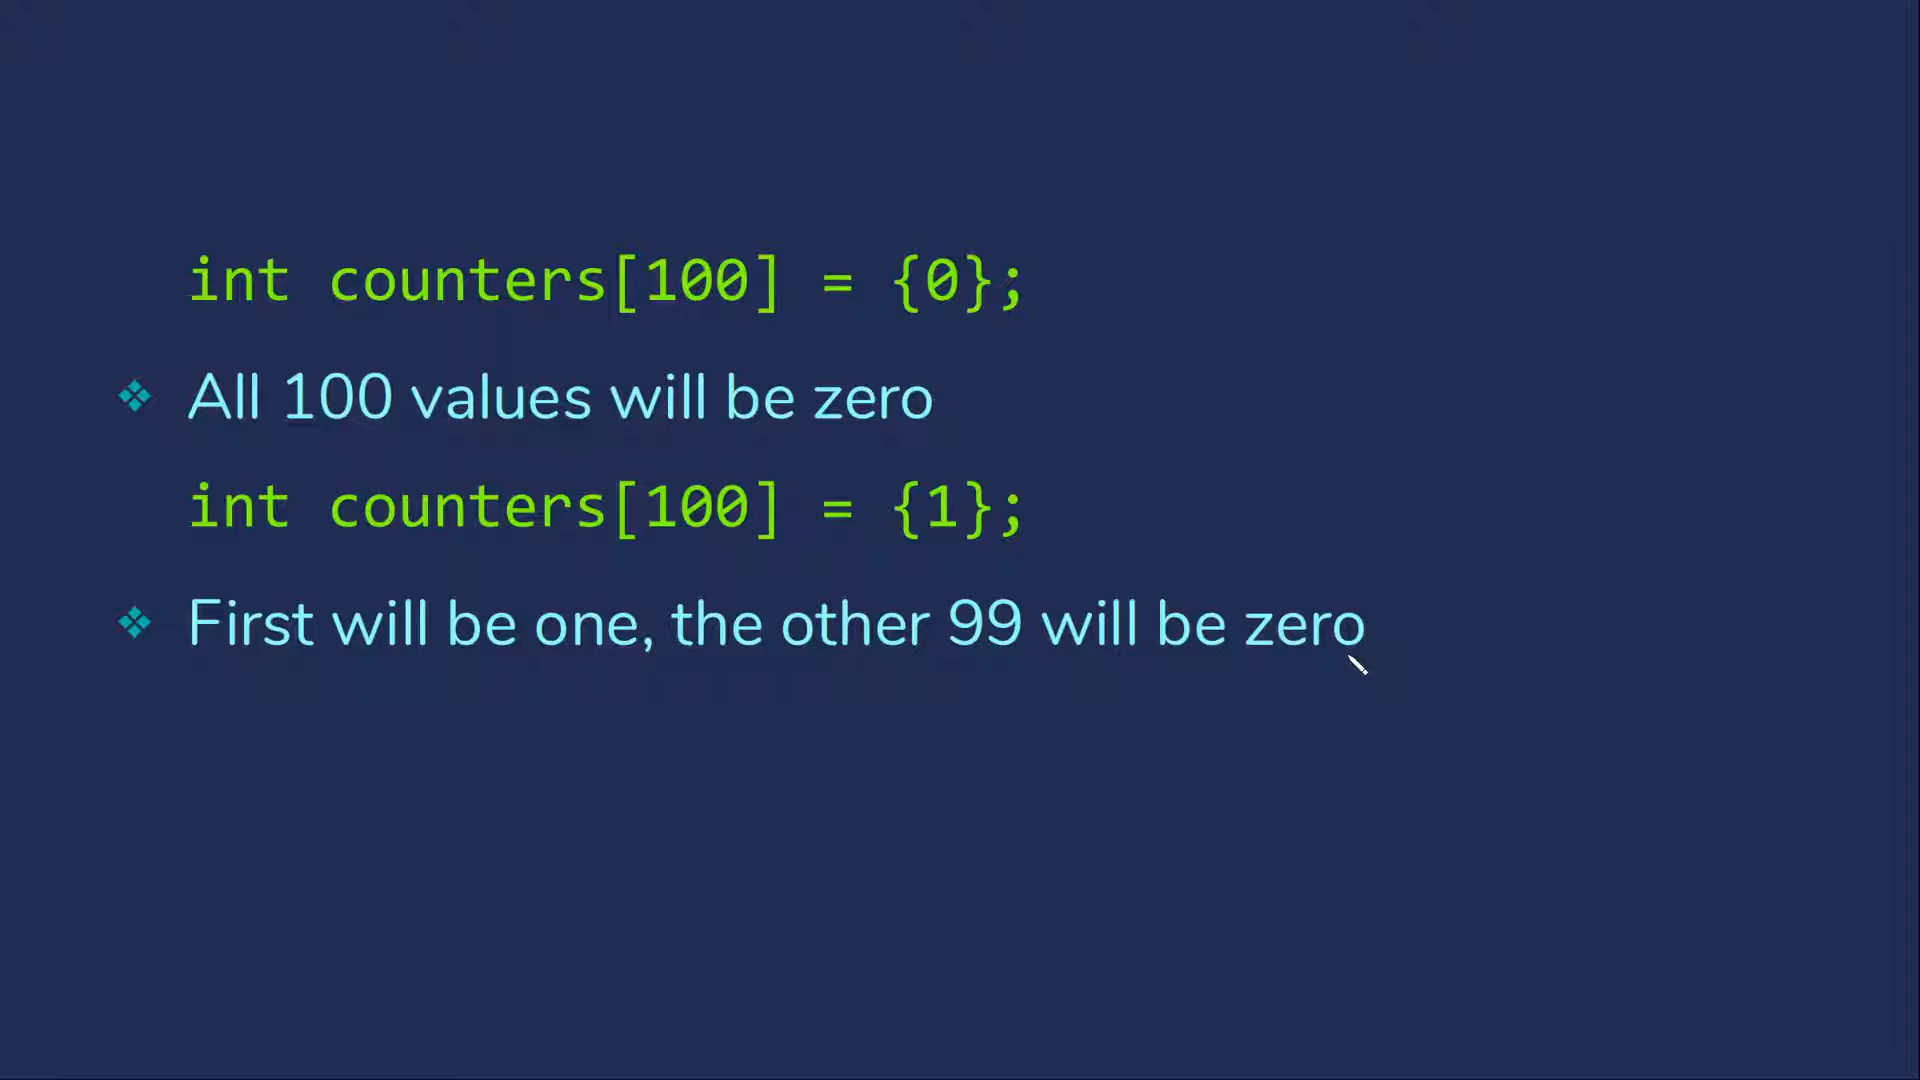 int counters[100] = {0};
❖ All 100 values will be zero
int counters[100] = {1};
❖ First will be one, the other 99 will be zero